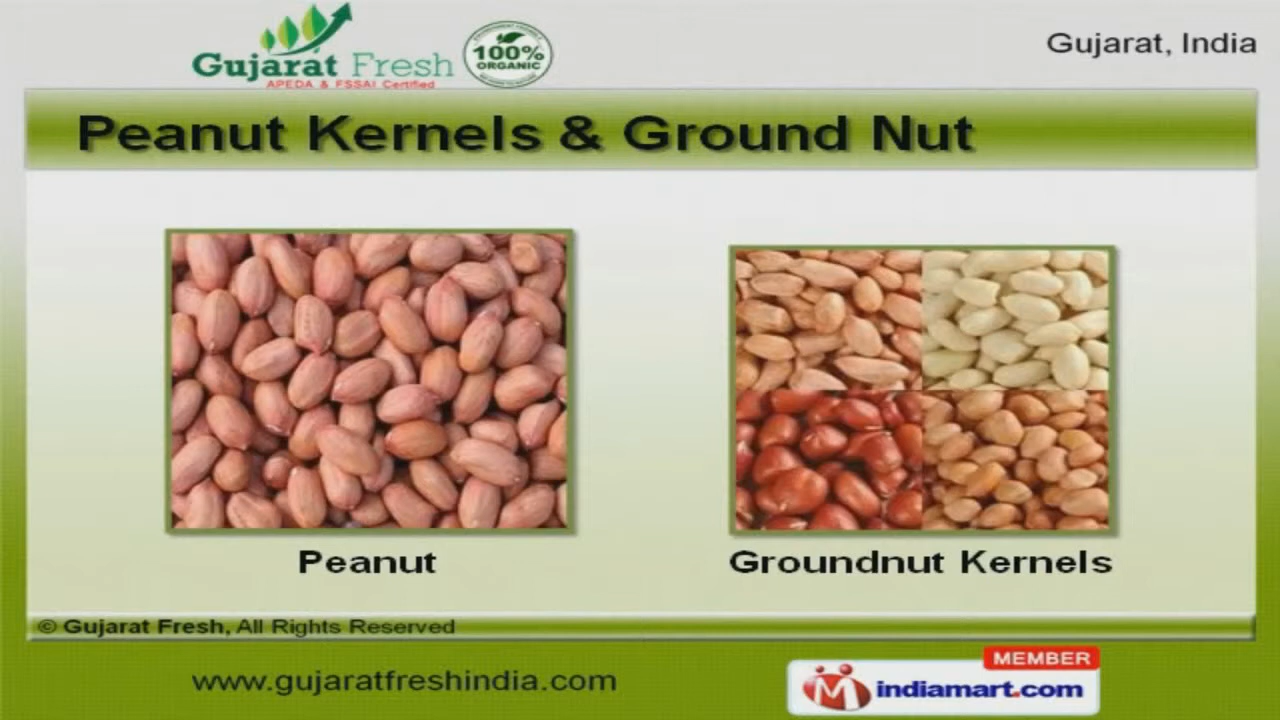 Gujarat Fresh
APEDA & FSSAI Certified
100%
ORGANIC
Gujarat, India
Peanut Kernels & Ground Nut
Peanut
Groundnut Kernels
© Gujarat Fresh, All Rights Reserved
www.gujaratfreshindia.com
MEMBER
indiamart.com